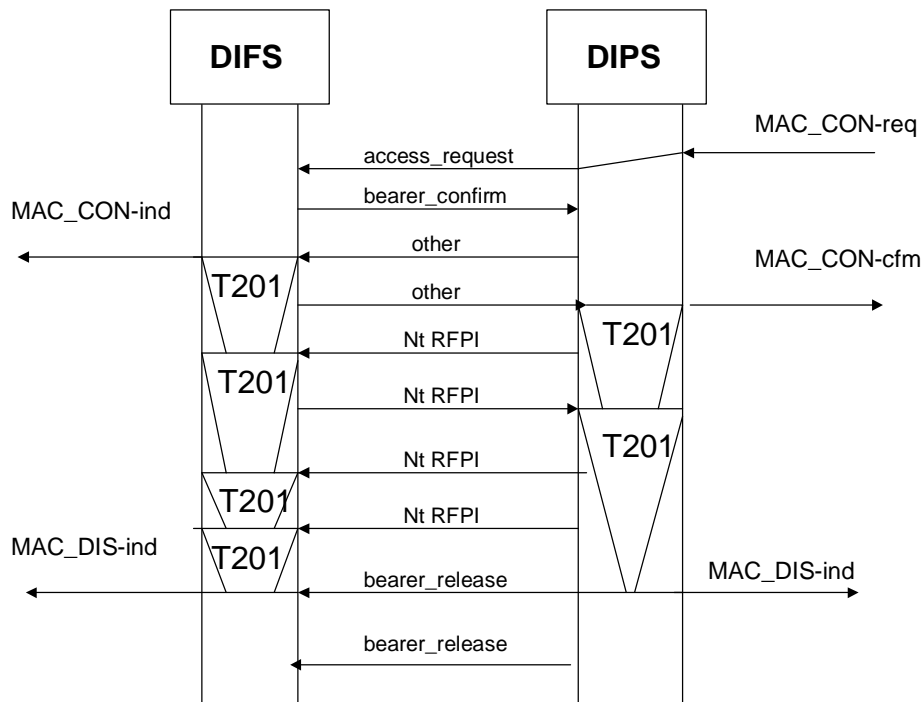 DIFS
DIPS
MAC_CON-req
access_request
bearer_confirm
MAC_CON-ind
other
MAC_CON-cfm
T201
other
Nt RFPI
T201
T201
Nt RFPI
T201
Nt RFPI
T201
Nt RFPI
MAC_DIS-ind
T201
bearer_release
MAC_DIS-ind
bearer_release